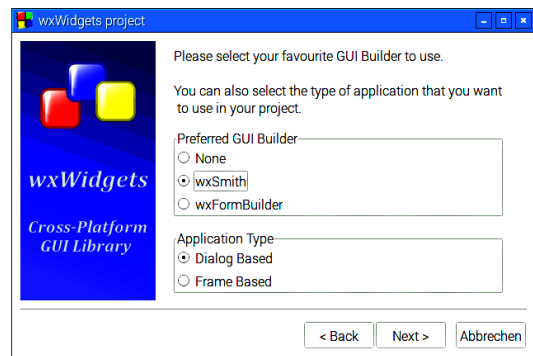 wxWidgets project
Please select your favourite GUI Builder to use.
You can also select the type of application that you want
to use in your project.
Preferred GUI Builder
None
wxSmith
wxFormBuilder
wxWidgets
Cross-Platform
GUI Library
Application Type
Dialog Based
Frame Based
< Back
Next >
Abbrechen